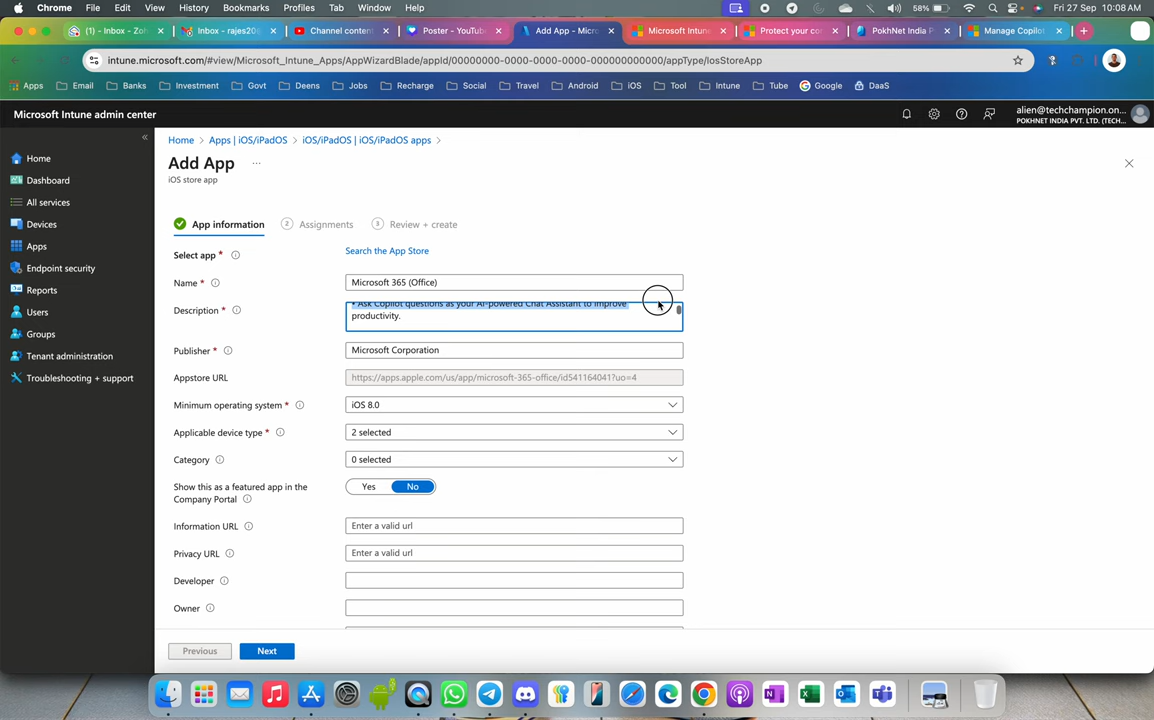 Chrome File Edit View History Bookmarks Profiles Tab Window Help 58% Fri 27 Sep 10:08 AM
(1) - Inbox - Zoh Inbox - rajes20 Channel content Poster - YouTube Add App - Micro Microsoft Intune Protect your co PokhNet India P Manage Copilot
intune.microsoft.com/#view/Microsoft_Intune_Apps/AppWizardBlade/appId/00000000-0000-0000-0000-000000000000/appType/IosStoreApp
Apps Email Banks Investment Govt Deens Jobs Recharge Social Travel Android iOS Tool Intune Tube Google DaaS
Microsoft Intune admin center
alien@techchampion.on...
POKHNET INDIA PVT. LTD. (TECH...
Home > Apps | iOS/iPadOS > iOS/iPadOS | iOS/iPadOS apps >
Add App ...
iOS store app
Home
Dashboard
All services
Devices
Apps
Endpoint security
Reports
Users
Groups
Tenant administration
Troubleshooting + support
App information 2 Assignments 3 Review + create
Select app * Search the App Store
Name * Microsoft 365 (Office)
Description * • Ask Copilot questions as your AI-powered Chat Assistant to improve
productivity.
Publisher * Microsoft Corporation
Appstore URL https://apps.apple.com/us/app/microsoft-365-office/id541164041?uo=4
Minimum operating system * iOS 8.0
Applicable device type * 2 selected
Category 0 selected
Show this as a featured app in the
Company Portal Yes No
Information URL Enter a valid url
Privacy URL Enter a valid url
Developer
Owner
Previous Next